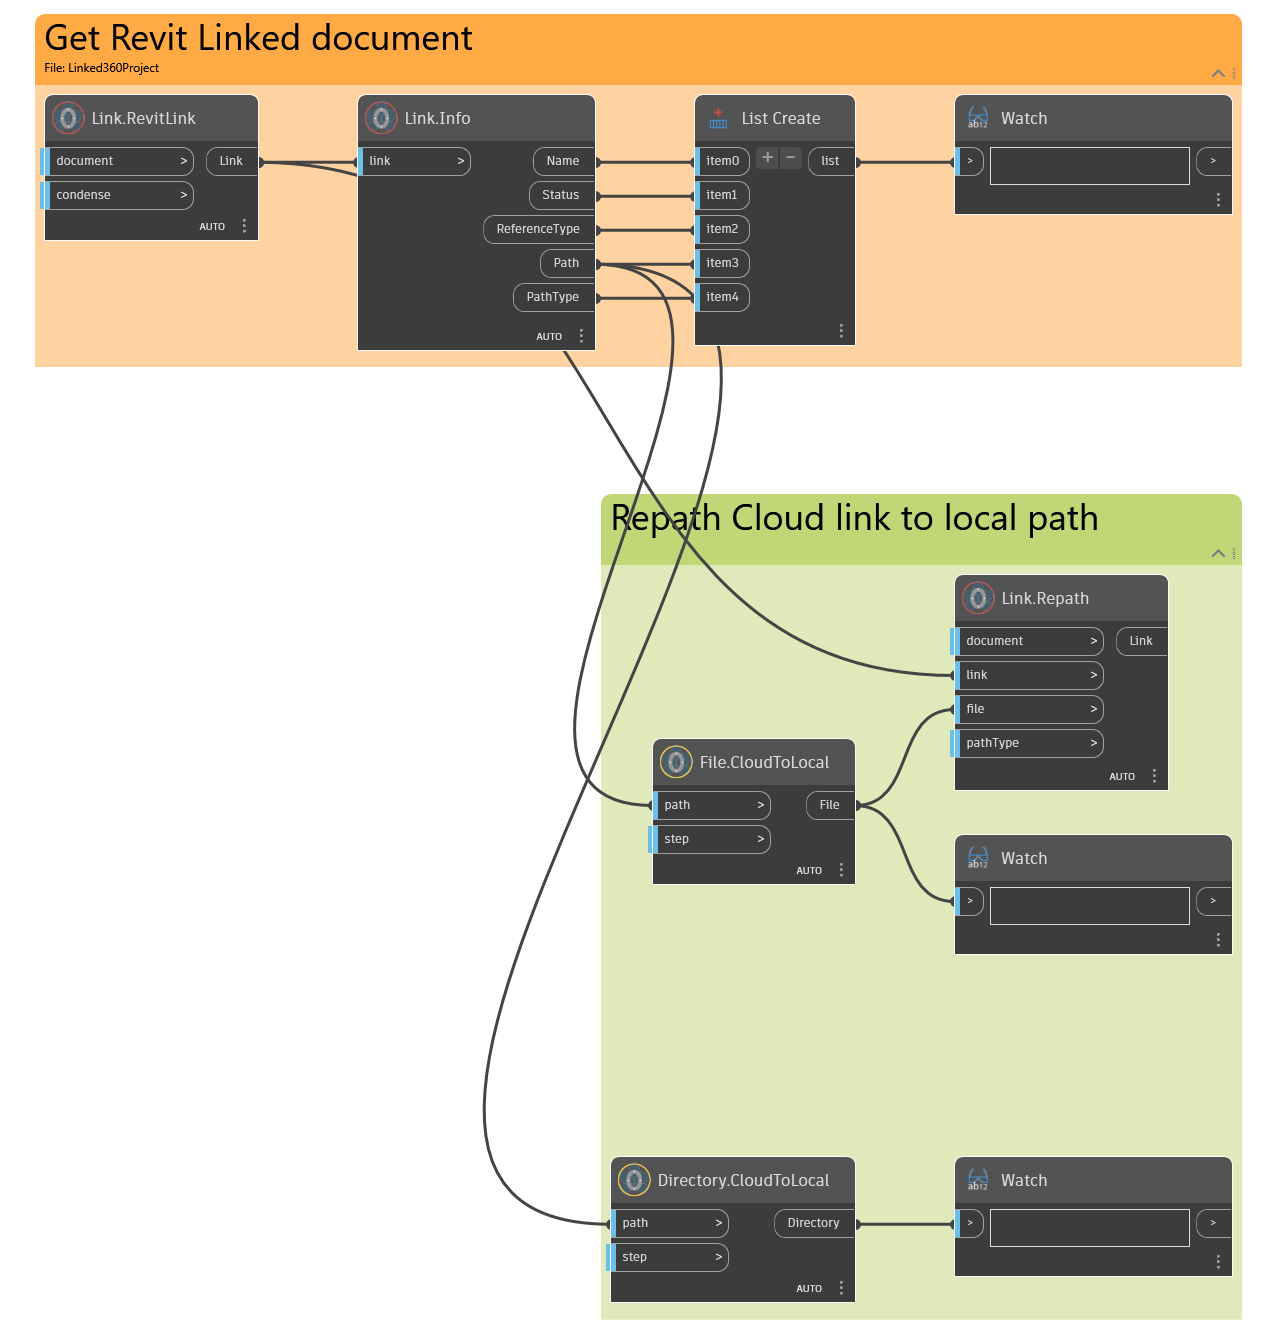 Get Revit Linked document
File: Linked360Project
Link.RevitLink
document >
Link
condense >
AUTO
Link.Info
link >
Name
Status
ReferenceType
Path
PathType
AUTO
List Create
item0
+ −
list
item1
item2
item3
item4
ab12
Watch
>
>
Repath Cloud link to local path
Link.Repath
document >
Link
link >
file >
pathType >
AUTO
File.CloudToLocal
path >
File
step >
AUTO
ab12
Watch
>
>
Directory.CloudToLocal
path >
Directory
step >
AUTO
ab12
Watch
>
>